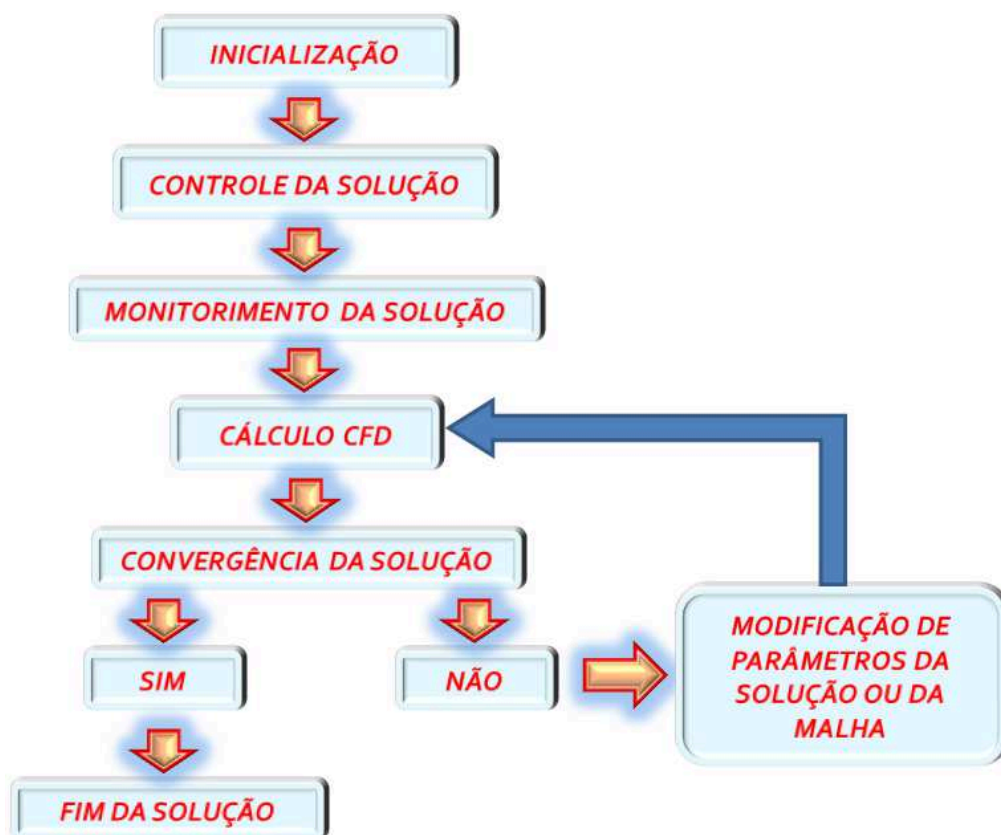 INICIALIZAÇÃO
CONTROLE DA SOLUÇÃO
MONITORIMENTO DA SOLUÇÃO
CÁLCULO CFD
CONVERGÊNCIA DA SOLUÇÃO
SIM
NÃO
MODIFICAÇÃO DE
PARÂMETROS DA
SOLUÇÃO OU DA
MALHA
FIM DA SOLUÇÃO